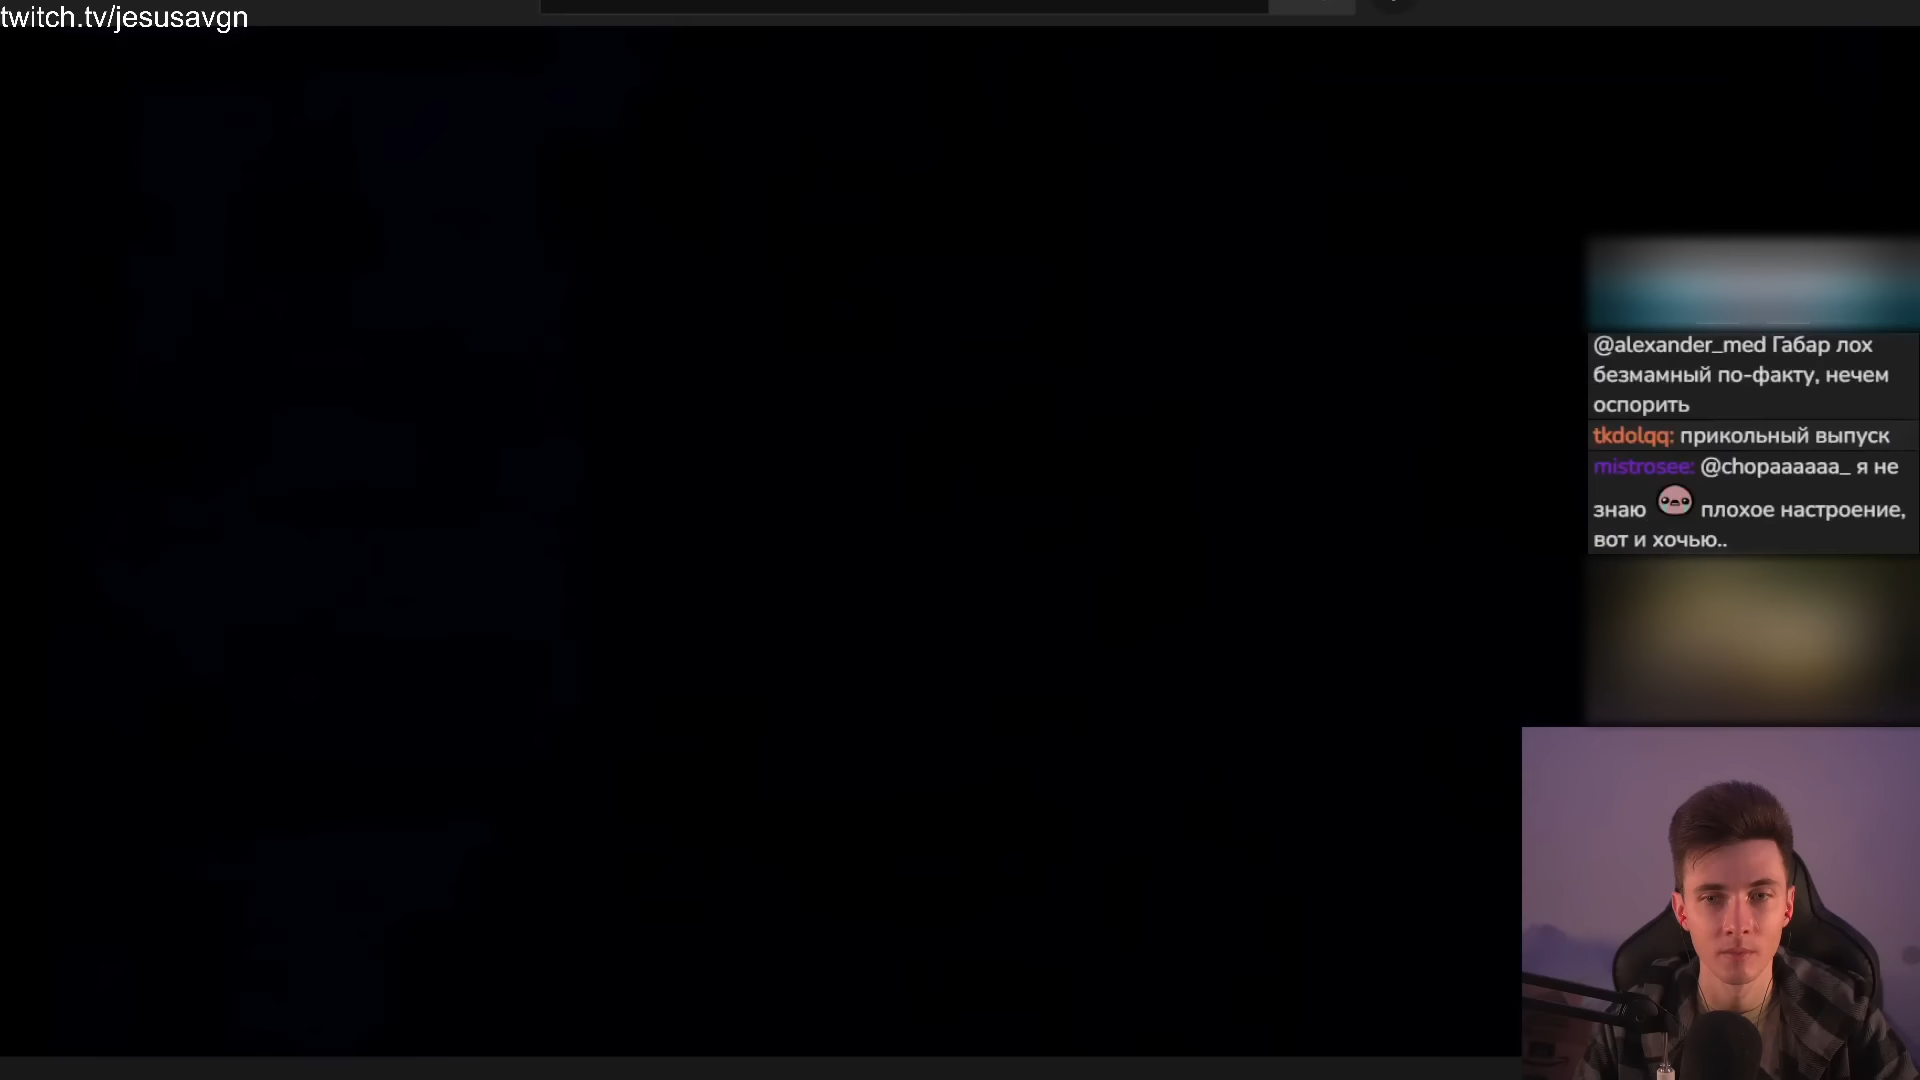 twitch.tv/jesusavgn
@alexander_med Габар лох
безмамный по-факту, нечем
оспорить
tkdolqq: прикольный выпуск
mistrosee: @chopaaaaaa_ я не
знаю плохое настроение,
вот и хочью..